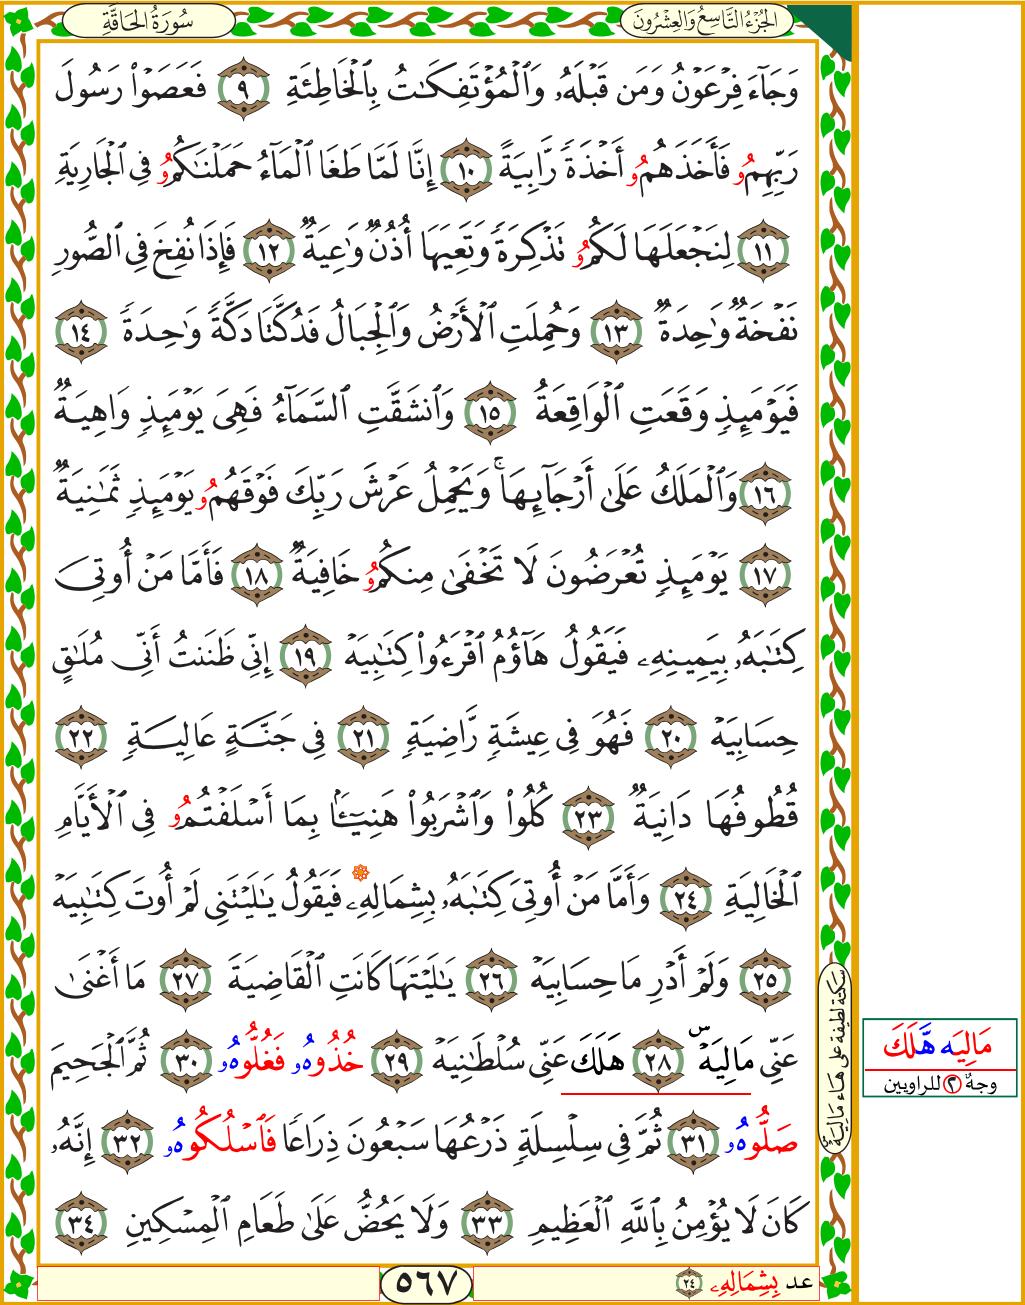 الجُزْءُ التَّاسِعُ وَالعِشْرُونَ
سُورَةُ الحَاقَّةِ
وَجَآءَ فِرْعَوْنُ وَمَن قَبْلَهُۥ وَٱلْمُؤْتَفِكَـٰتُ بِٱلْخَاطِئَةِ ٩ فَعَصَوْا۟ رَسُولَ
رَبِّهِمُۥ فَأَخَذَهُمُۥ أَخْذَةً رَّابِيَةً ١٠ إِنَّا لَمَّا طَغَا ٱلْمَآءُ حَمَلْنَـٰكُمُۥ فِى ٱلْجَارِيَةِ
١١ لِنَجْعَلَهَا لَكُمُۥ تَذْكِرَةً وَتَعِيَهَا أُذُنٌ وَٰعِيَةٌ ١٢ فَإِذَا نُفِخَ فِى ٱلصُّورِ
نَفْخَةٌ وَٰحِدَةٌ ١٣ وَحُمِلَتِ ٱلْأَرْضُ وَٱلْجِبَالُ فَدُكَّتَا دَكَّةً وَٰحِدَةً ١٤
فَيَوْمَئِذٍ وَقَعَتِ ٱلْوَاقِعَةُ ١٥ وَٱنشَقَّتِ ٱلسَّمَآءُ فَهِىَ يَوْمَئِذٍ وَاهِيَةٌ
١٦ وَٱلْمَلَكُ عَلَىٰ أَرْجَآئِهَا ۚ وَيَحْمِلُ عَرْشَ رَبِّكَ فَوْقَهُمُۥ يَوْمَئِذٍ ثَمَـٰنِيَةٌ
١٧ يَوْمَئِذٍ تُعْرَضُونَ لَا تَخْفَىٰ مِنكُمُۥ خَافِيَةٌ ١٨ فَأَمَّا مَنْ أُوتِىَ
كِتَـٰبَهُۥ بِيَمِينِهِۦ فَيَقُولُ هَآؤُمُ ٱقْرَءُوا۟ كِتَـٰبِيَهْ ١٩ إِنِّى ظَنَنتُ أَنِّى مُلَـٰقٍ
حِسَابِيَهْ ٢٠ فَهُوَ فِى عِيشَةٍ رَّاضِيَةٍ ٢١ فِى جَنَّةٍ عَالِيَةٍ ٢٢
قُطُوفُهَا دَانِيَةٌ ٢٣ كُلُوا۟ وَٱشْرَبُوا۟ هَنِيٓـًٔا بِمَا أَسْلَفْتُمُۥ فِى ٱلْأَيَّامِ
ٱلْخَالِيَةِ ٢٤ وَأَمَّا مَنْ أُوتِىَ كِتَـٰبَهُۥ بِشِمَالِهِۦ فَيَقُولُ يَـٰلَيْتَنِى لَمْ أُوتَ كِتَـٰبِيَهْ
٢٥ وَلَمْ أَدْرِ مَا حِسَابِيَهْ ٢٦ يَـٰلَيْتَهَا كَانَتِ ٱلْقَاضِيَةَ ٢٧ مَا أَغْنَىٰ
عَنِّى مَالِيَهْ ۜ ٢٨ هَلَكَ عَنِّى سُلْطَـٰنِيَهْ ٢٩ خُذُوهُۥ فَغُلُّوهُۥ ٣٠ ثُمَّ ٱلْجَحِيمَ
صَلُّوهُۥ ٣١ ثُمَّ فِى سِلْسِلَةٍ ذَرْعُهَا سَبْعُونَ ذِرَاعًا فَٱسْلُكُوهُۥ ٣٢ إِنَّهُۥ
كَانَ لَا يُؤْمِنُ بِٱللَّهِ ٱلْعَظِيمِ ٣٣ وَلَا يَحُضُّ عَلَىٰ طَعَامِ ٱلْمِسْكِينِ ٣٤
سكتة لطيفة على هاء مَالِيَهْ ۜ
مَالِيَه هَّلَكَ
وجهٌ ٢ للراويين
عد بِشِمَالِهِۦ ٢٤
٥٦٧